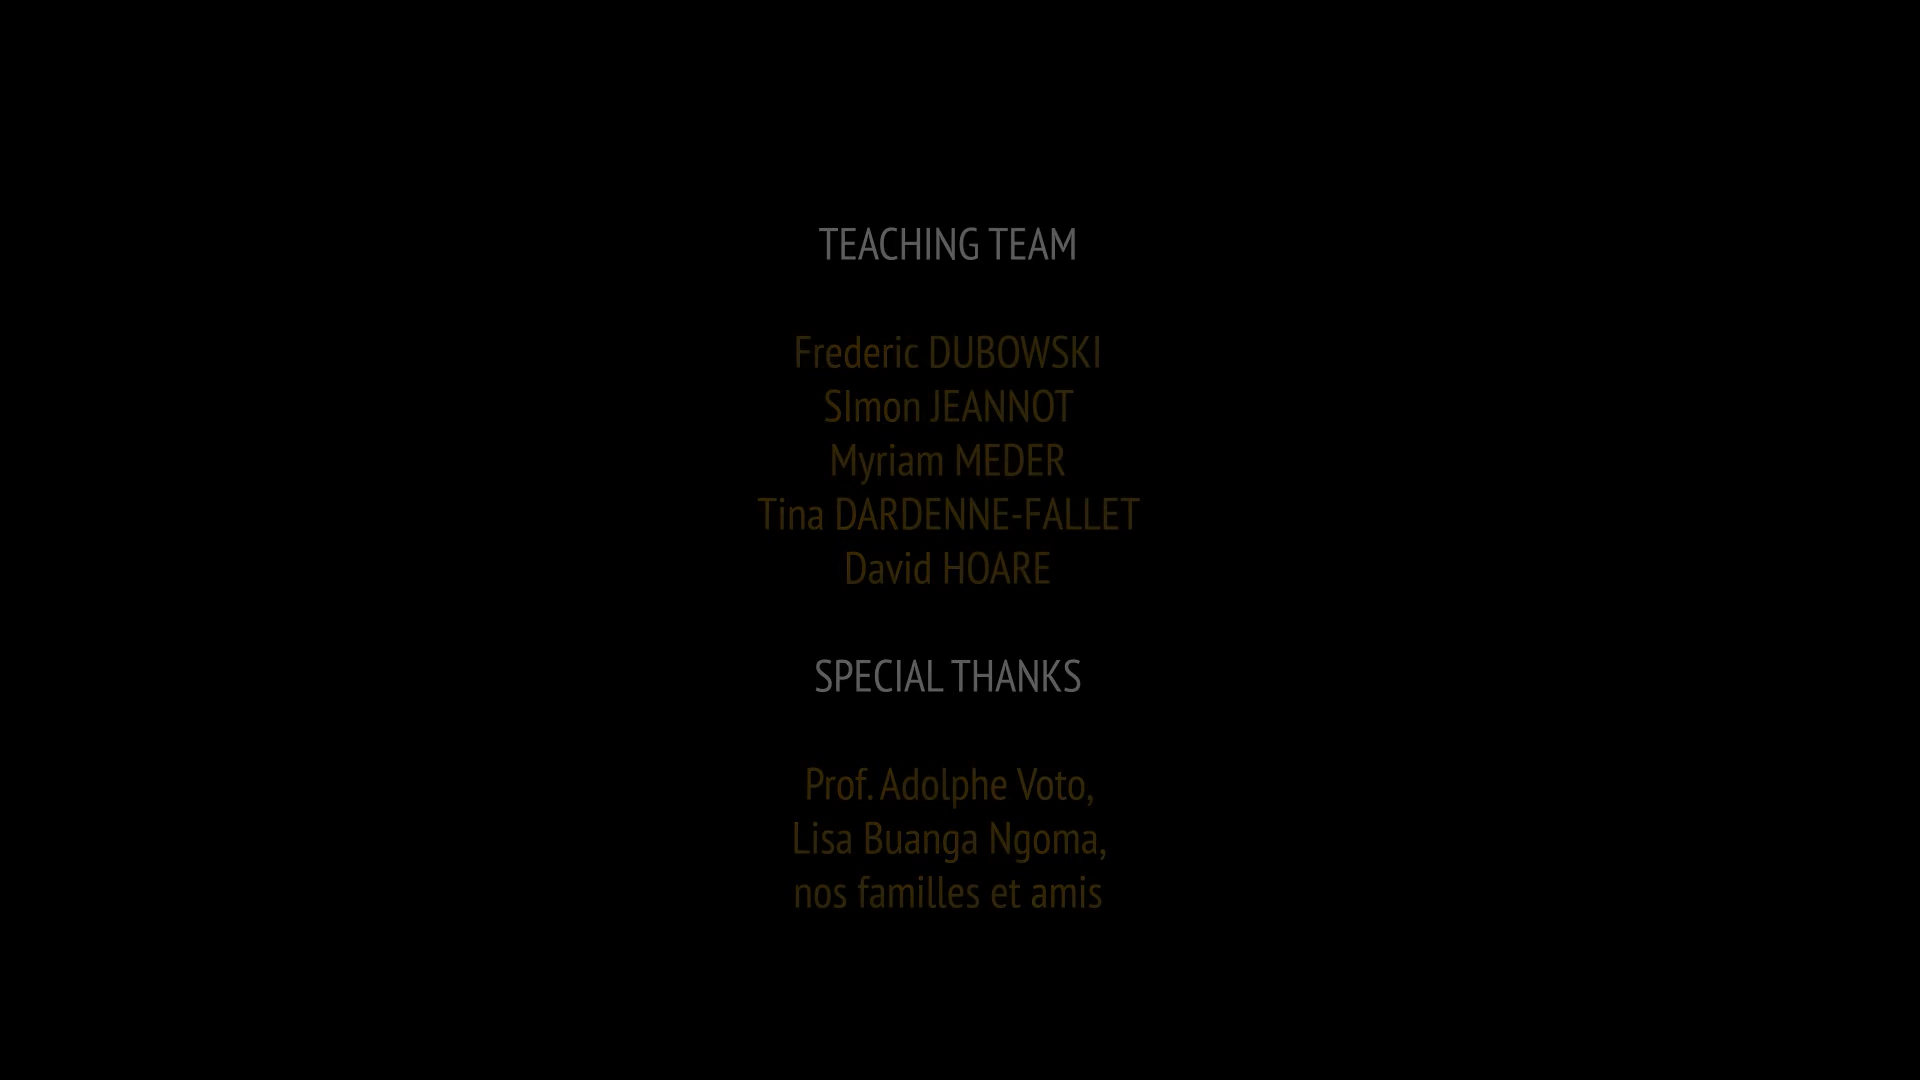 TEACHING TEAM
Frederic DUBOWSKI
SImon JEANNOT
Myriam MEDER
Tina DARDENNE-FALLET
David HOARE
SPECIAL THANKS
Prof. Adolphe Voto,
Lisa Buanga Ngoma,
nos familles et amis